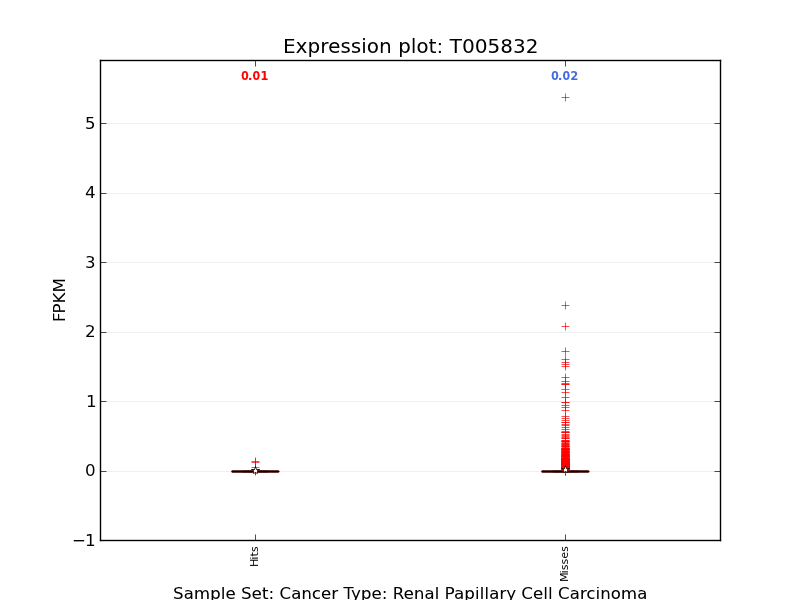 Expression plot: T005832
0.01
0.02
5
4
3
2
1
0
−1
FPKM
Hits
Misses
Sample Set: Cancer Type: Renal Papillary Cell Carcinoma